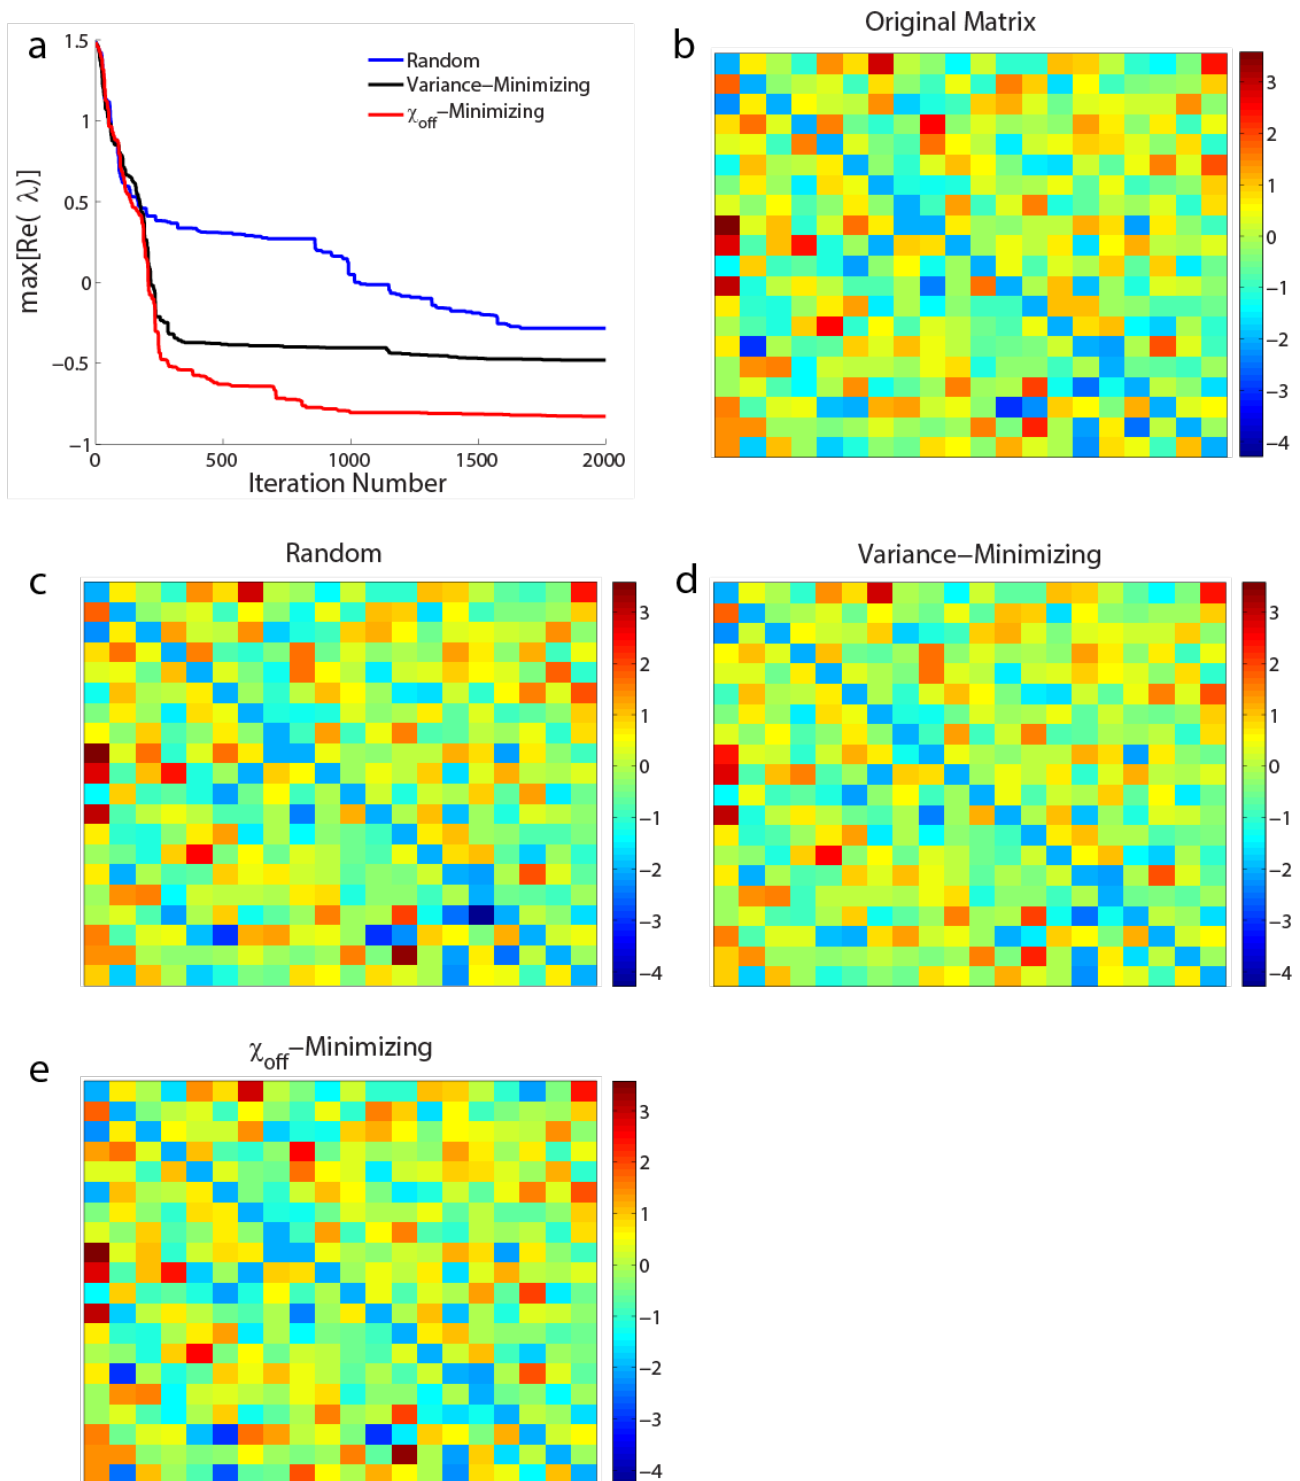 a
1.5
1
0.5
0
−0.5
−1
max[Re( λ)]
Random
Variance−Minimizing
χoff−Minimizing
0 500 1000 1500 2000
Iteration Number
b
Original Matrix
3
2
1
0
−1
−2
−3
−4
c
Random
3
2
1
0
−1
−2
−3
−4
d
Variance−Minimizing
3
2
1
0
−1
−2
−3
−4
e
χoff−Minimizing
3
2
1
0
−1
−2
−3
−4